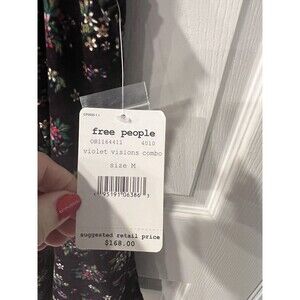 free people
OB1164411 4010
violet visions combo
size M
suggested retail price
$168.00